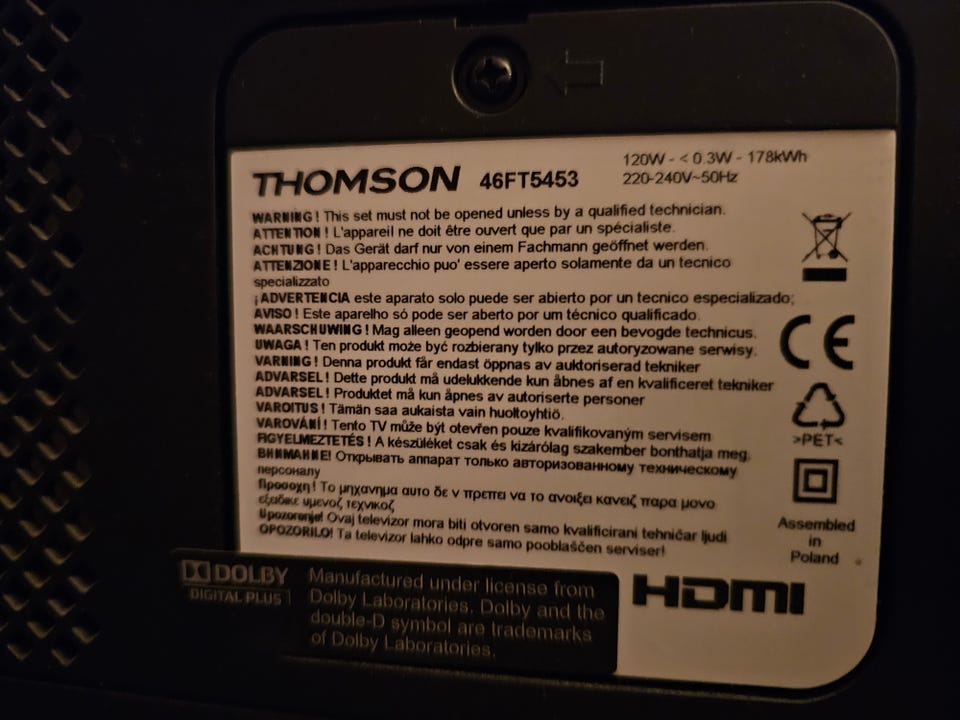 THOMSON 46FT5453
120W - < 0.3W - 178kWh
220-240V~50Hz
WARNING ! This set must not be opened unless by a qualified technician.
ATTENTION ! L'appareil ne doit être ouvert que par un spécialiste.
ACHTUNG ! Das Gerät darf nur von einem Fachmann geöffnet werden.
ATTENZIONE ! L'apparecchio puo' essere aperto solamente da un tecnico
specializzato
¡ADVERTENCIA este aparato solo puede ser abierto por un tecnico especializado;
AVISO ! Este aparelho só pode ser aberto por um técnico qualificado.
WAARSCHUWING ! Mag alleen geopend worden door een bevogde technicus.
UWAGA ! Ten produkt może być rozbierany tylko przez autoryzowane serwisy.
VARNING ! Denna produkt får endast öppnas av auktoriserad tekniker
ADVARSEL ! Dette produkt må udelukkende kun åbnes af en kvalificeret tekniker
ADVARSEL ! Produktet må kun åpnes av autoriserte personer
VAROITUS ! Tämän saa aukaista vain huoltoyhtiö.
VAROVÁNÍ ! Tento TV může být otevřen pouze kvalifikovaným servisem
FIGYELMEZTETÉS ! A készüléket csak és kizárólag szakember bonthatja meg.
ВНИМАНИЕ! Открывать аппарат только авторизованному техническому
персоналу
Προσοχη ! Το μηχανημα αυτο δε ν πρεπει να το ανοιξει κανεις παρα μονο
εξειδικε υμενος τεχνικος
Upozorenje! Ovaj televizor mora biti otvoren samo kvalificirani tehničar ljudi
OPOZORILO! Ta televizor lahko odpre samo pooblaščen serviser!
CE
>PET<
Assembled
in
Poland
DOLBY
DIGITAL PLUS
Manufactured under license from
Dolby Laboratories. Dolby and the
double-D symbol are trademarks
of Dolby Laboratories.
HDMI